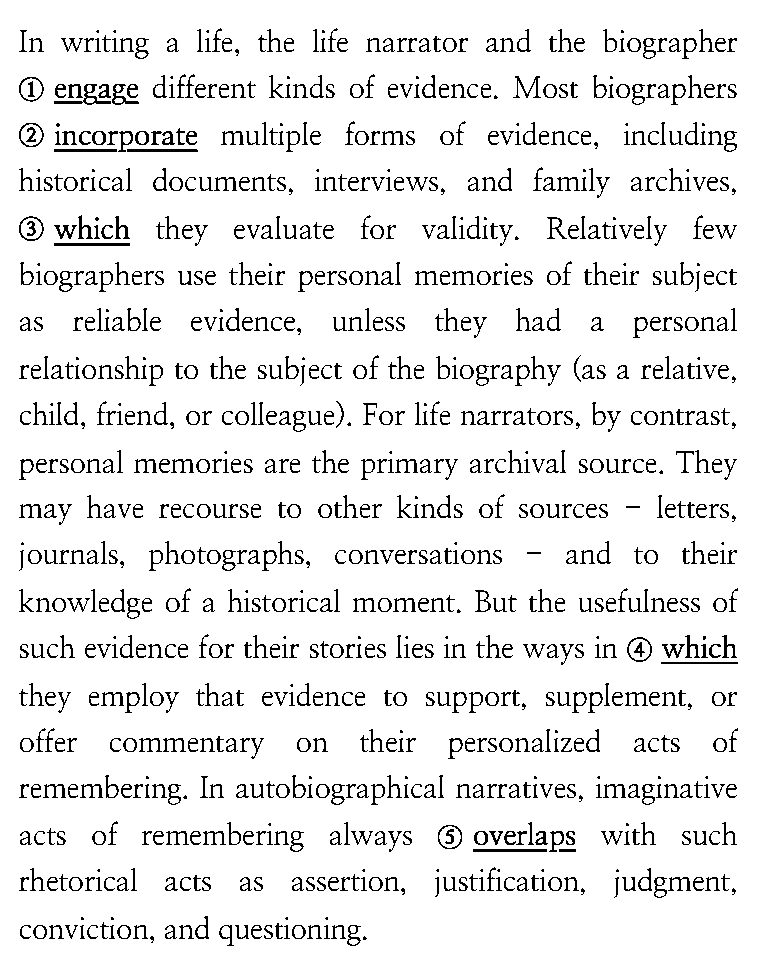 In writing a life, the life narrator and the biographer
① engage different kinds of evidence. Most biographers
② incorporate multiple forms of evidence, including
historical documents, interviews, and family archives,
③ which they evaluate for validity. Relatively few
biographers use their personal memories of their subject
as reliable evidence, unless they had a personal
relationship to the subject of the biography (as a relative,
child, friend, or colleague). For life narrators, by contrast,
personal memories are the primary archival source. They
may have recourse to other kinds of sources − letters,
journals, photographs, conversations − and to their
knowledge of a historical moment. But the usefulness of
such evidence for their stories lies in the ways in ④ which
they employ that evidence to support, supplement, or
offer commentary on their personalized acts of
remembering. In autobiographical narratives, imaginative
acts of remembering always ⑤ overlaps with such
rhetorical acts as assertion, justification, judgment,
conviction, and questioning.